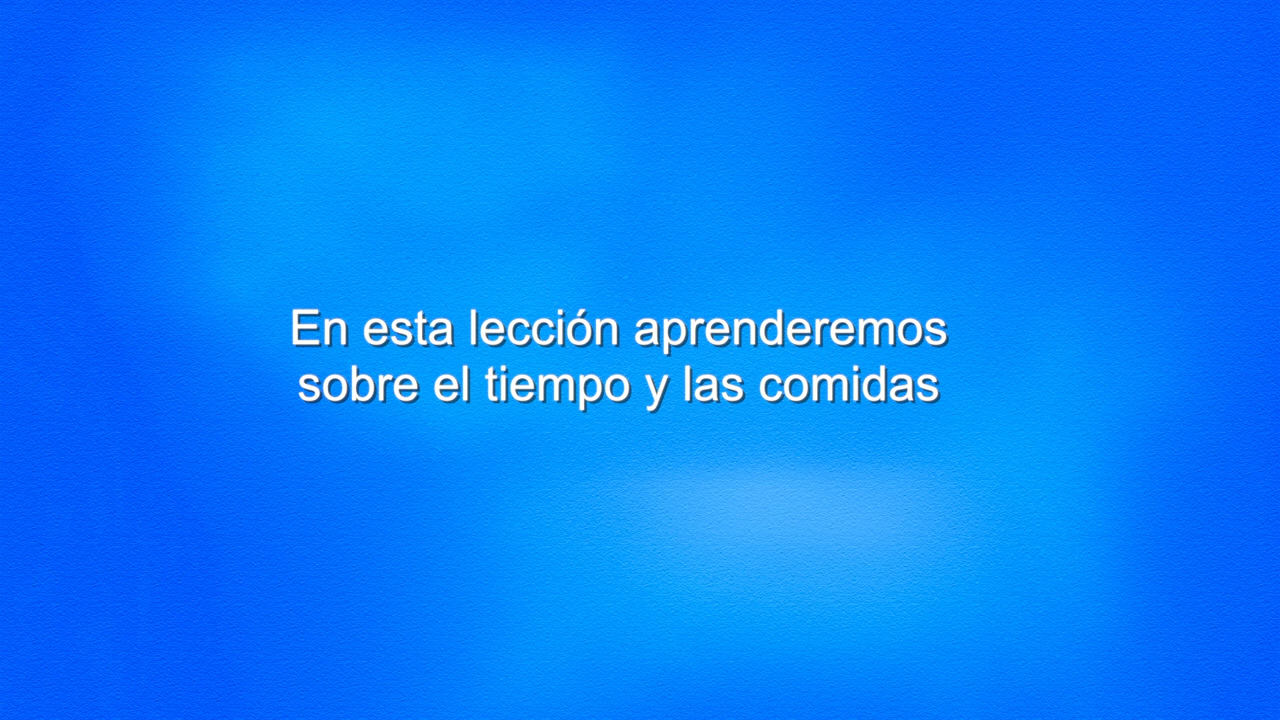 En esta lección aprenderemos
sobre el tiempo y las comidas